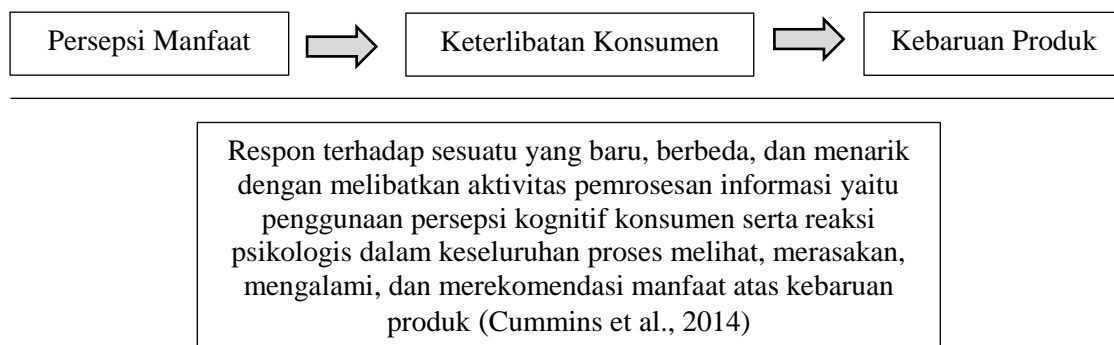 Persepsi Manfaat
Keterlibatan Konsumen
Kebaruan Produk
Respon terhadap sesuatu yang baru, berbeda, dan menarik
dengan melibatkan aktivitas pemrosesan informasi yaitu
penggunaan persepsi kognitif konsumen serta reaksi
psikologis dalam keseluruhan proses melihat, merasakan,
mengalami, dan merekomendasi manfaat atas kebaruan
produk (Cummins et al., 2014)